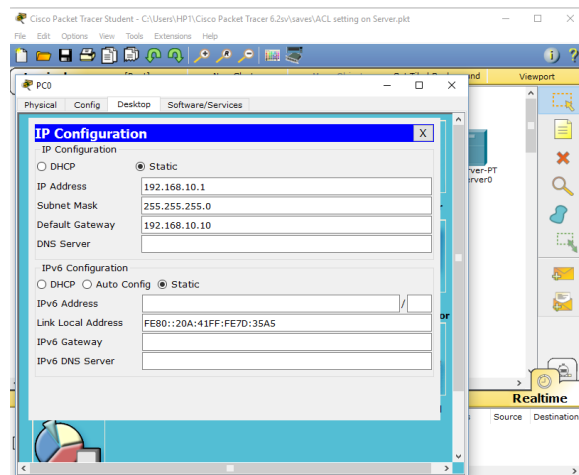 Cisco Packet Tracer Student - C:\Users\HP1\Cisco Packet Tracer 6.2sv\saves\ACL setting on Server.pkt
File Edit Options View Tools Extensions Help
Viewport
PC0
Physical Config Desktop Software/Services
IP Configuration X
IP Configuration
DHCP Static
IP Address 192.168.10.1
Subnet Mask 255.255.255.0
Default Gateway 192.168.10.10
DNS Server
IPv6 Configuration
DHCP Auto Config Static
IPv6 Address /
Link Local Address FE80::20A:41FF:FE7D:35A5
IPv6 Gateway
IPv6 DNS Server
ver-PT
rver0
or
Realtime
Source Destination